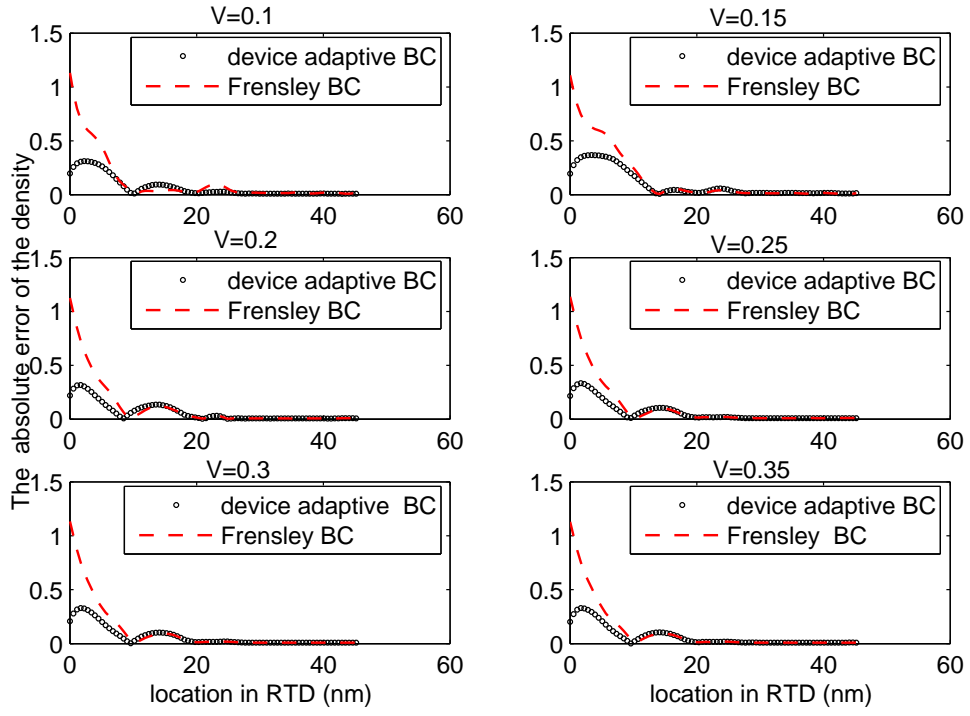 The absolute error of the density
V=0.1
1.5
1
0.5
0
0
20
40
60
device adaptive BC
Frensley BC
V=0.15
1.5
1
0.5
0
0
20
40
60
device adaptive BC
Frensley BC
V=0.2
1.5
1
0.5
0
0
20
40
60
device adaptive BC
Frensley BC
V=0.25
1.5
1
0.5
0
0
20
40
60
device adaptive BC
Frensley BC
V=0.3
1.5
1
0.5
0
0
20
40
60
device adaptive BC
Frensley BC
location in RTD (nm)
V=0.35
1.5
1
0.5
0
0
20
40
60
device adaptive BC
Frensley BC
location in RTD (nm)